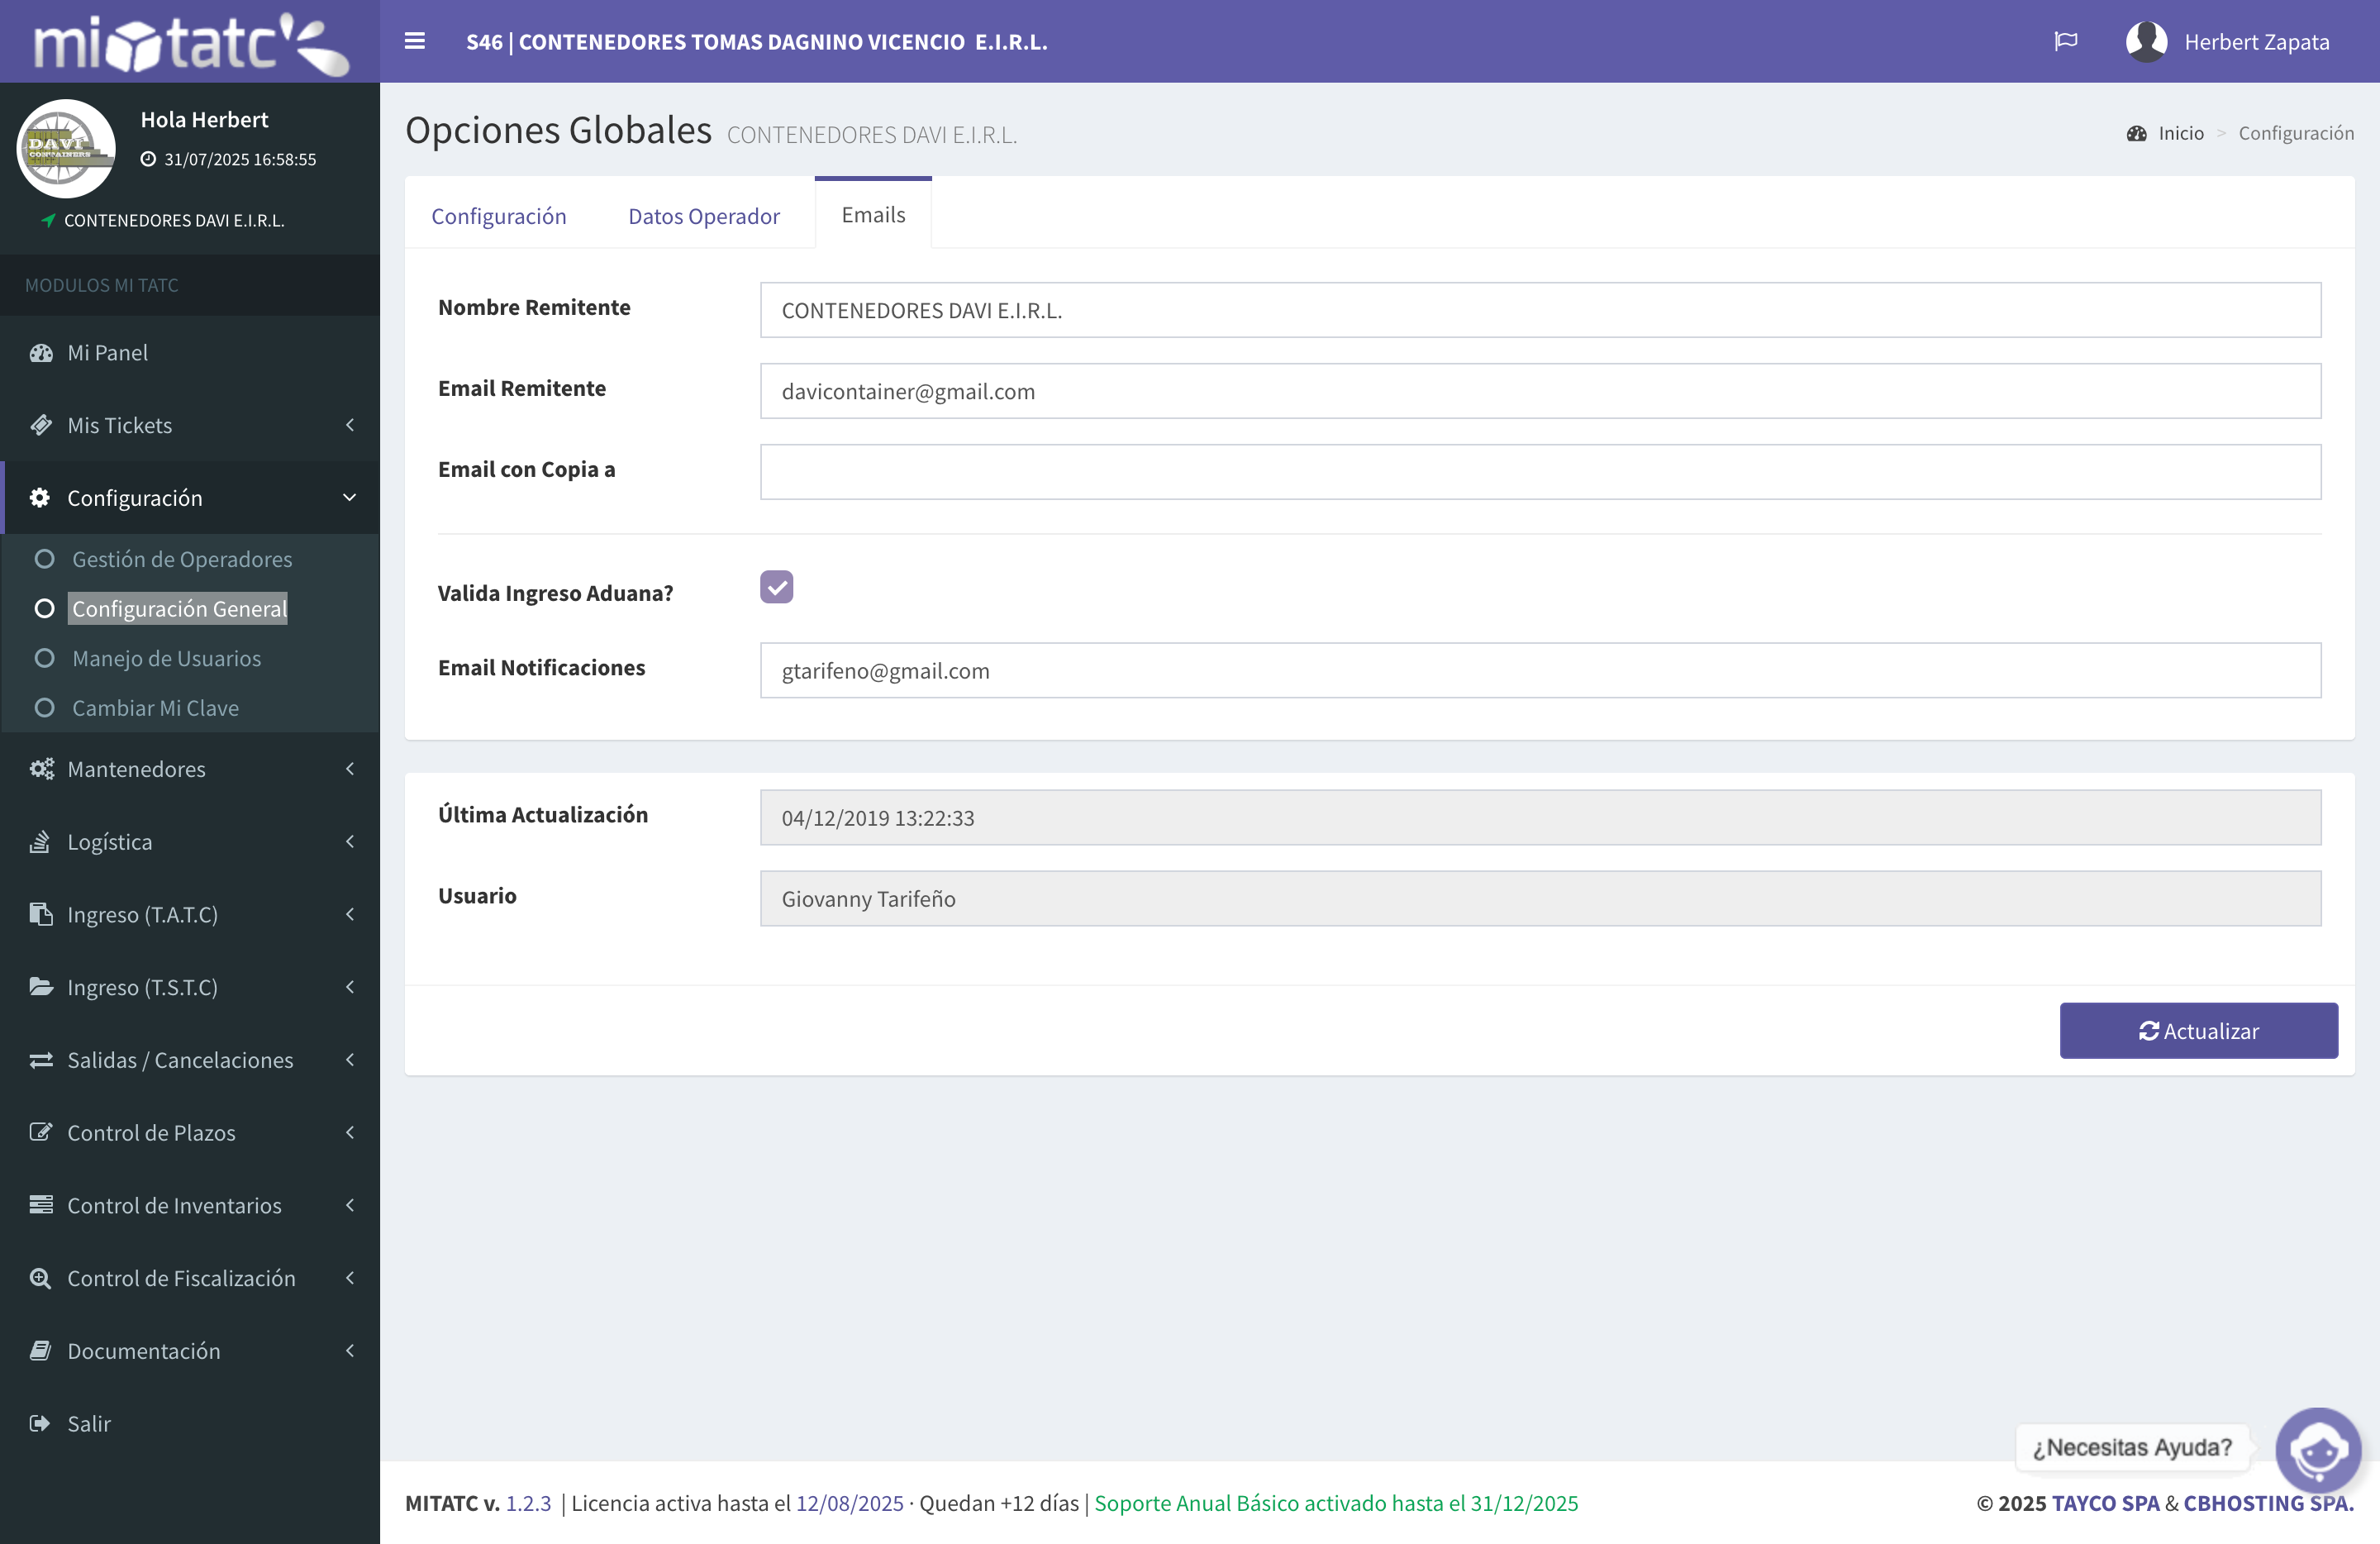 mi tatc
S46 | CONTENEDORES TOMAS DAGNINO VICENCIO E.I.R.L.
Herbert Zapata
DAVI
CONTAINERS
Hola Herbert
31/07/2025 16:58:55
CONTENEDORES DAVI E.I.R.L.
MODULOS MI TATC
Mi Panel
Mis Tickets
Configuración
Gestión de Operadores
Configuración General
Manejo de Usuarios
Cambiar Mi Clave
Mantenedores
Logística
Ingreso (T.A.T.C)
Ingreso (T.S.T.C)
Salidas / Cancelaciones
Control de Plazos
Control de Inventarios
Control de Fiscalización
Documentación
Salir
Opciones Globales CONTENEDORES DAVI E.I.R.L.
Inicio > Configuración
Configuración Datos Operador Emails
Nombre Remitente CONTENEDORES DAVI E.I.R.L.
Email Remitente davicontainer@gmail.com
Email con Copia a
Valida Ingreso Aduana?
Email Notificaciones gtarifeno@gmail.com
Última Actualización 04/12/2019 13:22:33
Usuario Giovanny Tarifeño
Actualizar
¿Necesitas Ayuda?
MITATC v. 1.2.3 | Licencia activa hasta el 12/08/2025 · Quedan +12 días | Soporte Anual Básico activado hasta el 31/12/2025
© 2025 TAYCO SPA & CBHOSTING SPA.